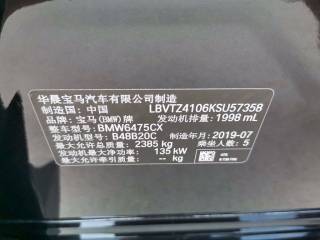 华晨宝马汽车有限公司制造
制造国：中国 LBVTZ4106KSU57358
品牌：宝马(BMW)牌 发动机排量：1998 mL
整车型号：BMW6475CX
发动机型号：B48B20C 制造年月：2019-07
最大允许总质量：2385 kg 乘坐人数：5
发动机最大净功率：135 kW
最大允许牵引质量： kg